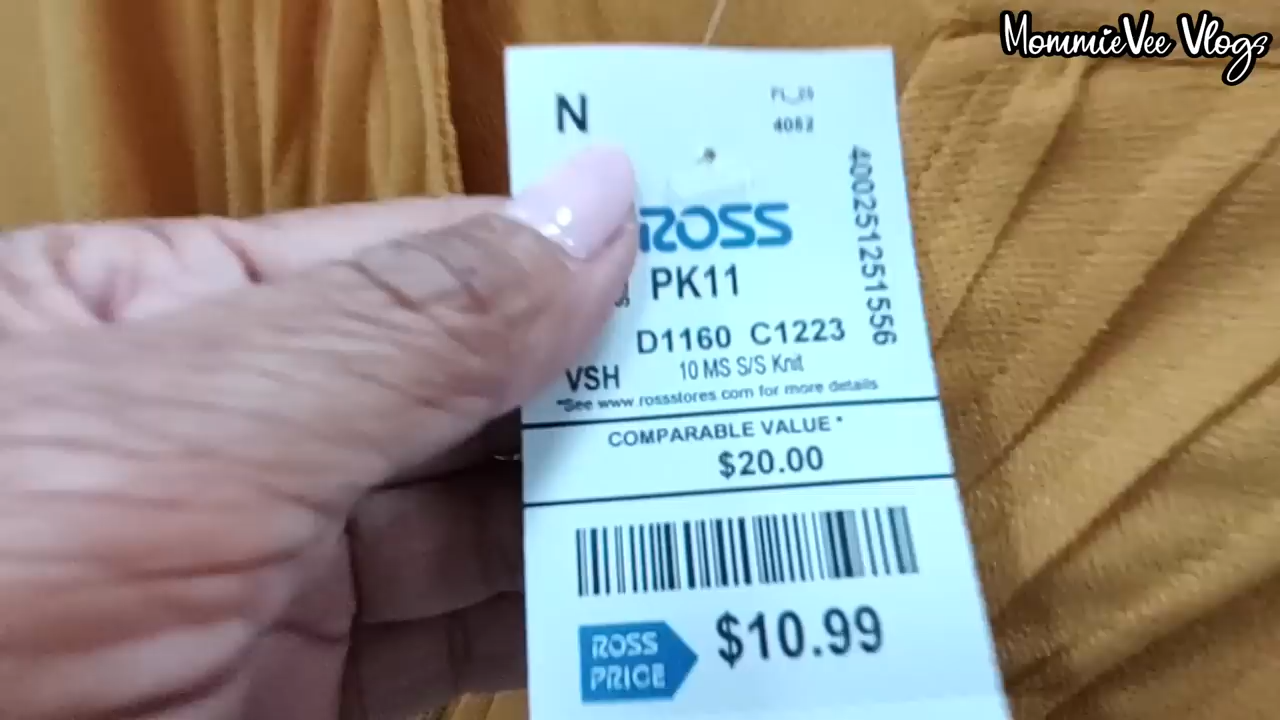 MommieVee Vlogs
N
4082
ROSS
PK11
400251251556
D1160 C1223
VSH
10 MS S/S Knit
*See www.rossstores.com for more details
COMPARABLE VALUE *
$20.00
ROSS
PRICE
$10.99